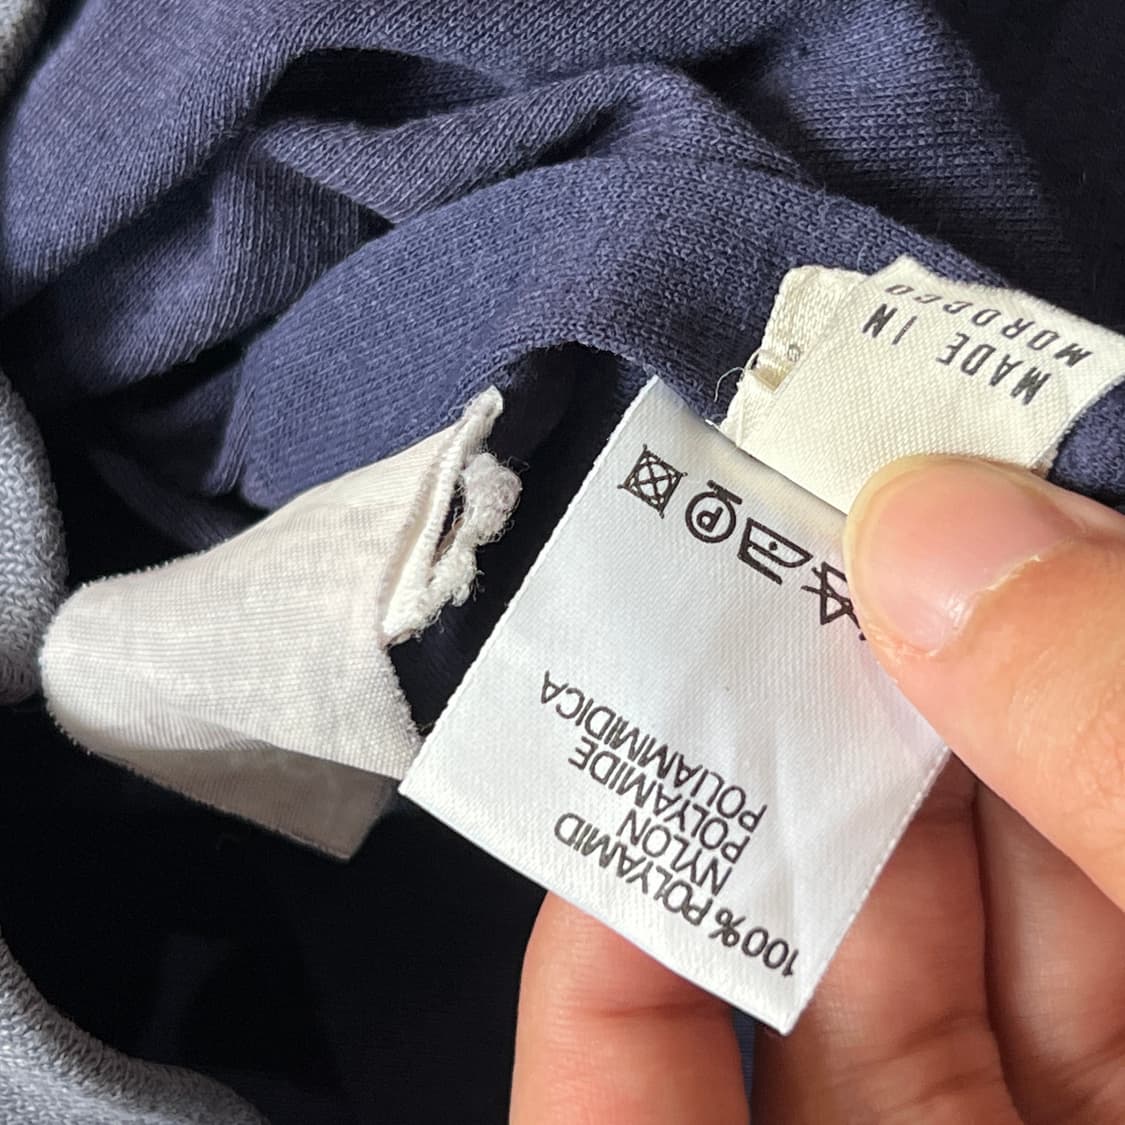 100% POLYAMID
NYLON
POLYAMIDE
POLIAMMIDICA
P
MADE IN
MOROCCO